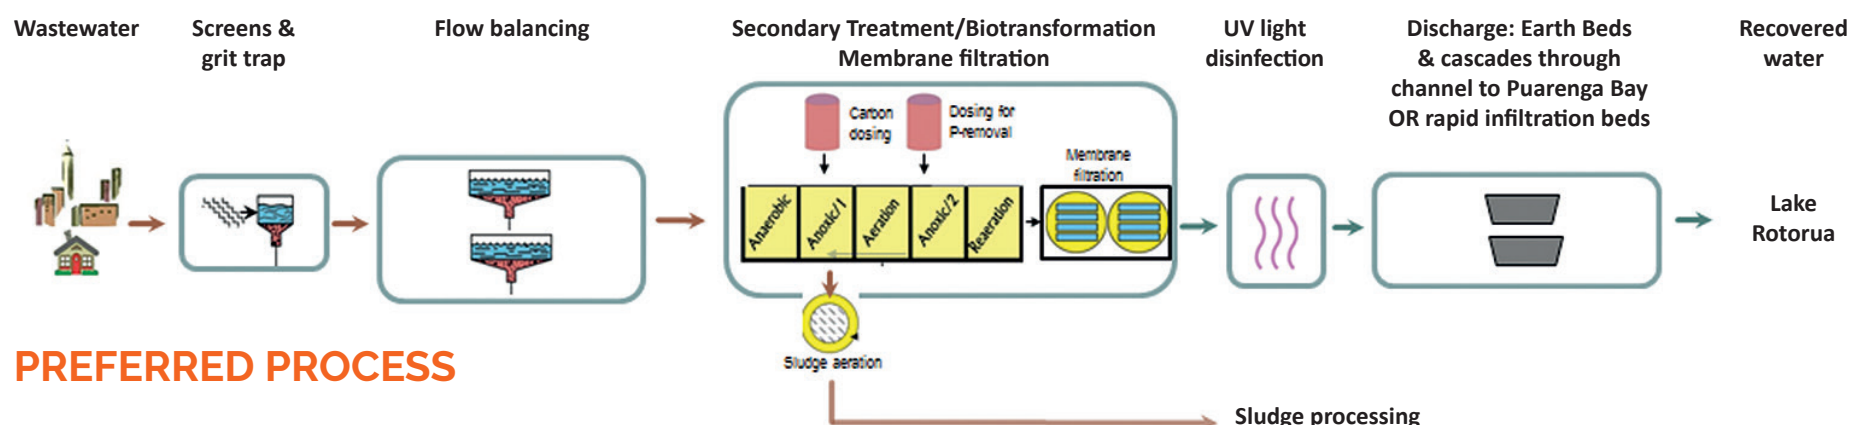 Wastewater
Screens &
grit trap
Flow balancing
Secondary Treatment/Biotransformation
Membrane filtration
UV light
disinfection
Discharge: Earth Beds
& cascades through
channel to Puarenga Bay
OR rapid infiltration beds
Recovered
water
Carbon
dosing
Dosing for
P-removal
Membrane
filtration
Anaerobic
Anoxic/1
Aeration
Anoxic/2
Reaeration
Lake
Rotorua
Sludge aeration
PREFERRED PROCESS
Sludge processing